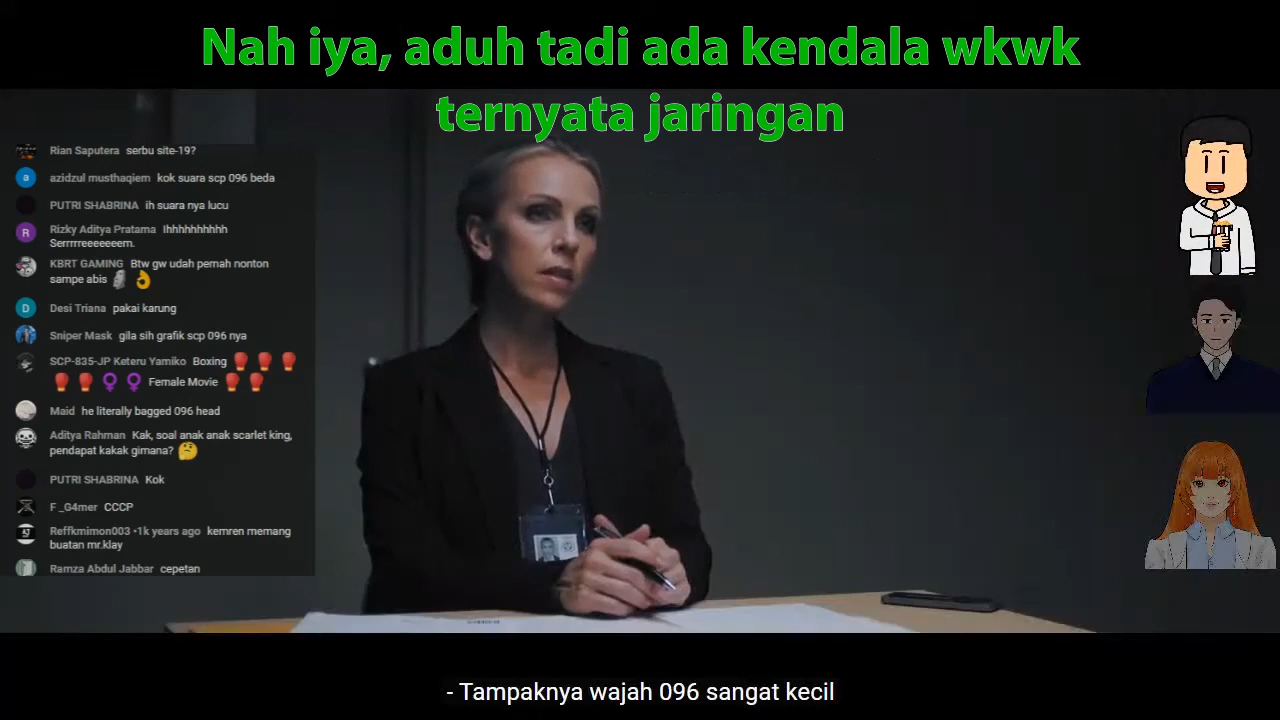 Nah iya, aduh tadi ada kendala wkwk
ternyata jaringan
Rian Saputera serbu site-19?
azidzul musthaqiem kok suara scp 096 beda
PUTRI SHABRINA ih suara nya lucu
Rizky Aditya Pratama Ihhhhhhhhhh
Serrrrreeeeeeem.
KBRT GAMING Btw gw udah pernah nonton
sampe abis
Desi Triana pakai karung
Sniper Mask gila sih grafik scp 096 nya
SCP-835-JP Keteru Yamiko Boxing
Female Movie
Maid he literally bagged 096 head
Aditya Rahman Kak, soal anak anak scarlet king,
pendapat kakak gimana?
PUTRI SHABRINA Kok
F_G4mer CCCP
Reffkmimon003 •1k years ago kemren memang
buatan mr.klay
Ramza Abdul Jabbar cepetan
- Tampaknya wajah 096 sangat kecil